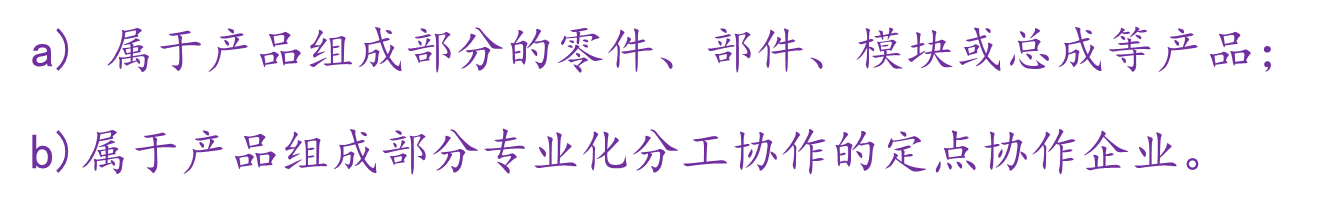 a) 属于产品组成部分的零件、部件、模块或总成等产品；
b)属于产品组成部分专业化分工协作的定点协作企业。